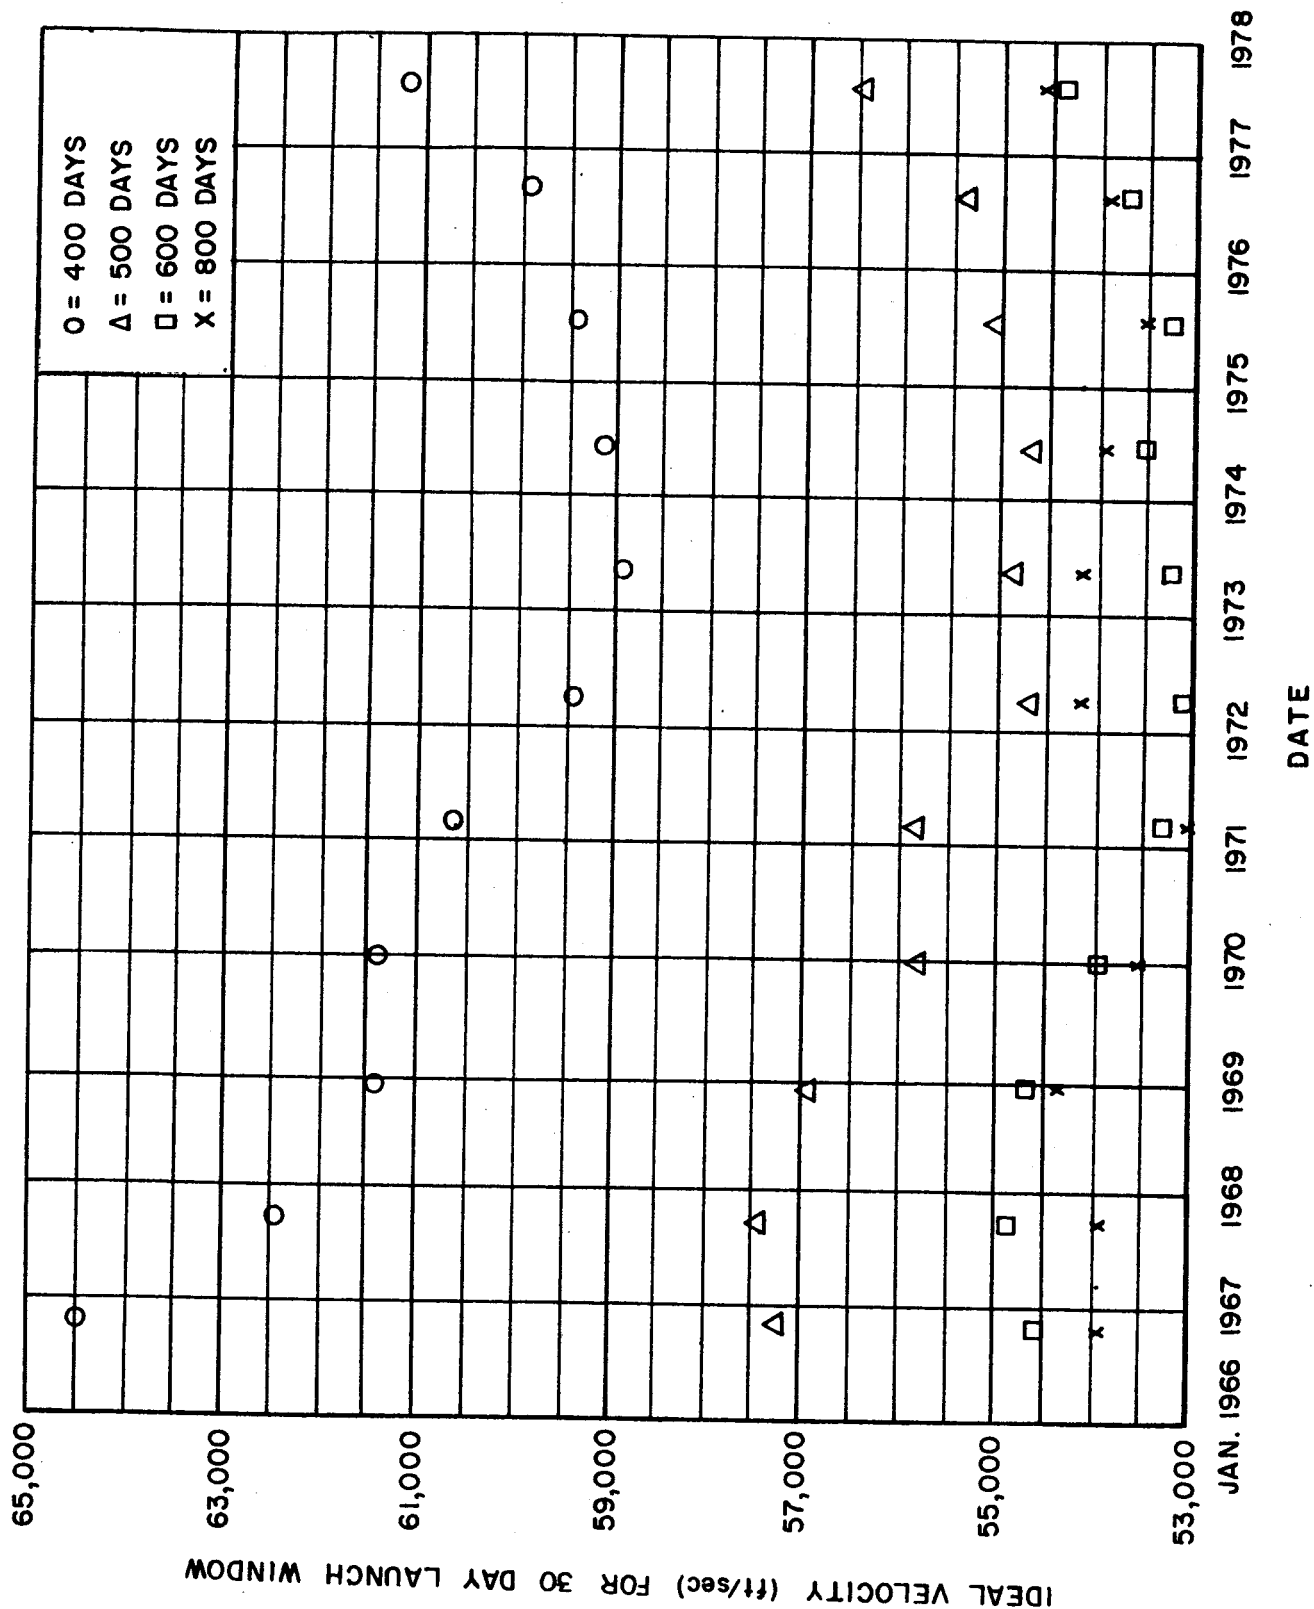 O = 400 DAYS
Δ = 500 DAYS
□ = 600 DAYS
X = 800 DAYS
IDEAL VELOCITY (ft/sec) FOR 30 DAY LAUNCH WINDOW
65,000
63,000
61,000
59,000
57,000
55,000
53,000
JAN. 1966 1967 1968 1969 1970 1971 1972 1973 1974 1975 1976 1977 1978
DATE